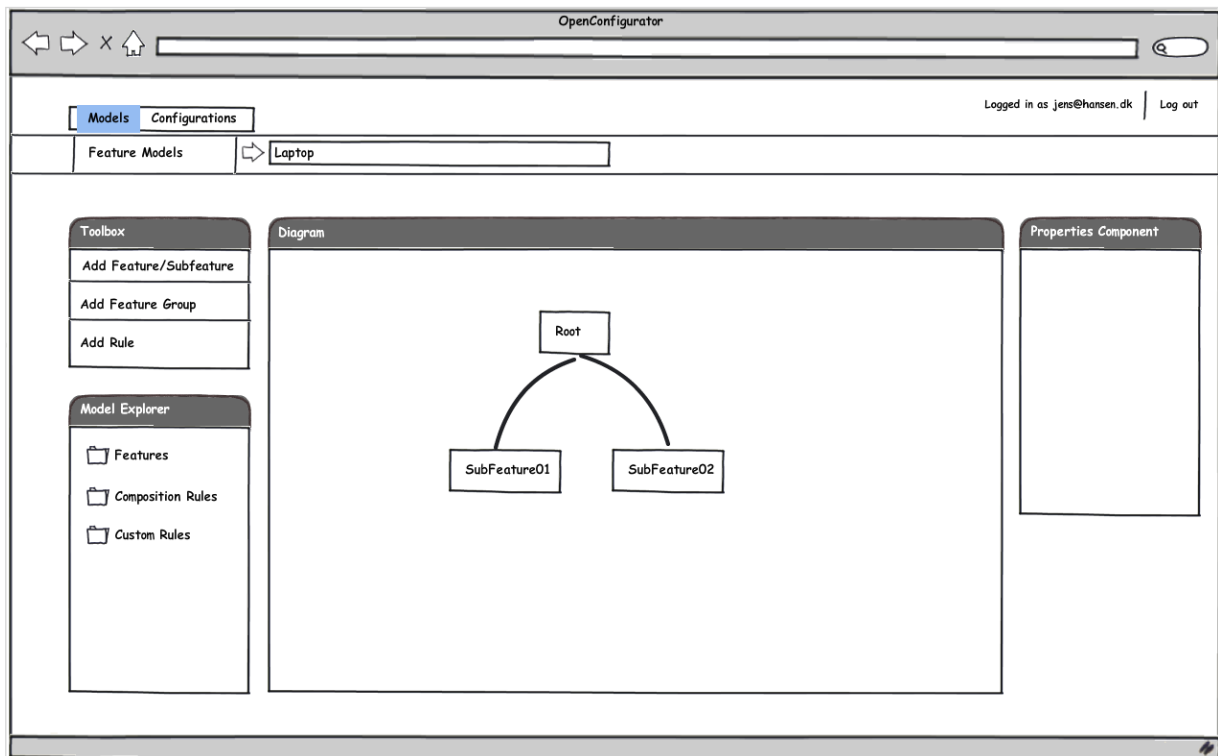 OpenConfigurator
Logged in as jens@hansen.dk
Log out
Models
Configurations
Feature Models
Laptop
Toolbox
Add Feature/Subfeature
Add Feature Group
Add Rule
Model Explorer
Features
Composition Rules
Custom Rules
Diagram
Root
SubFeature01
SubFeature02
Properties Component